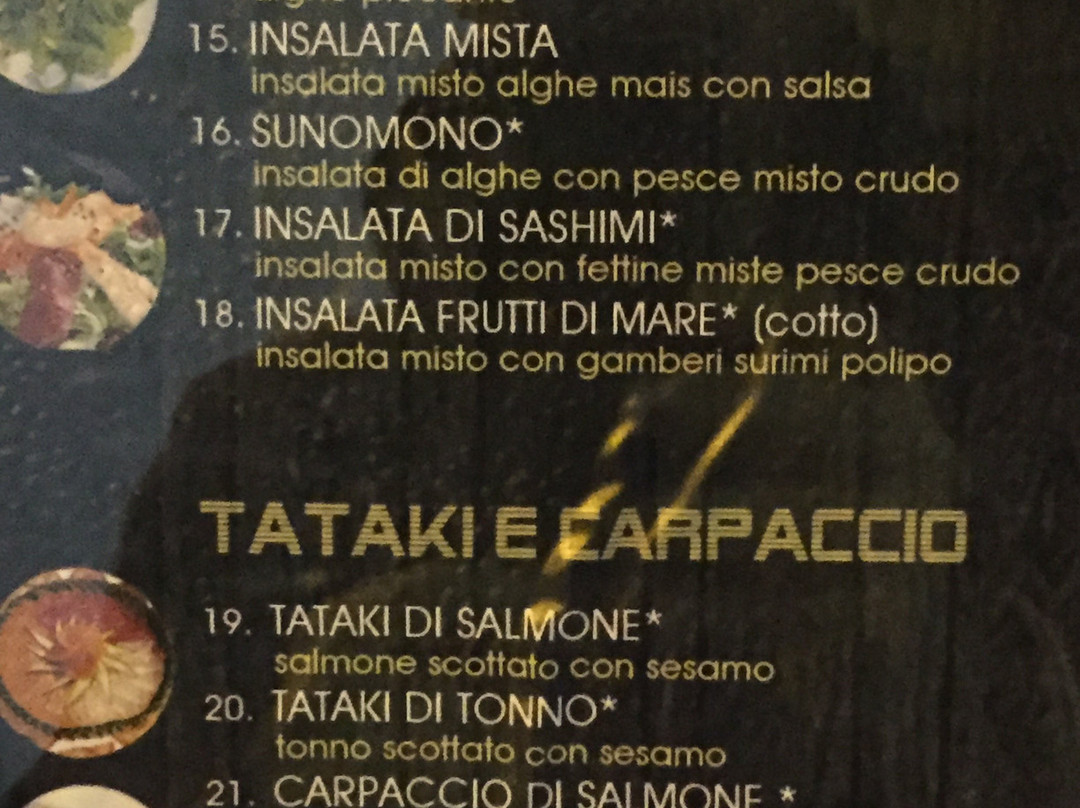 15. INSALATA MISTA
insalata misto alghe mais con salsa
16. SUNOMONO*
insalata di alghe con pesce misto crudo
17. INSALATA DI SASHIMI*
insalata misto con fettine miste pesce crudo
18. INSALATA FRUTTI DI MARE* (cotto)
insalata misto con gamberi surimi polipo
TATAKI E CARPACCIO
19. TATAKI DI SALMONE*
salmone scottato con sesamo
20. TATAKI DI TONNO*
tonno scottato con sesamo
21. CARPACCIO DI SALMONE *